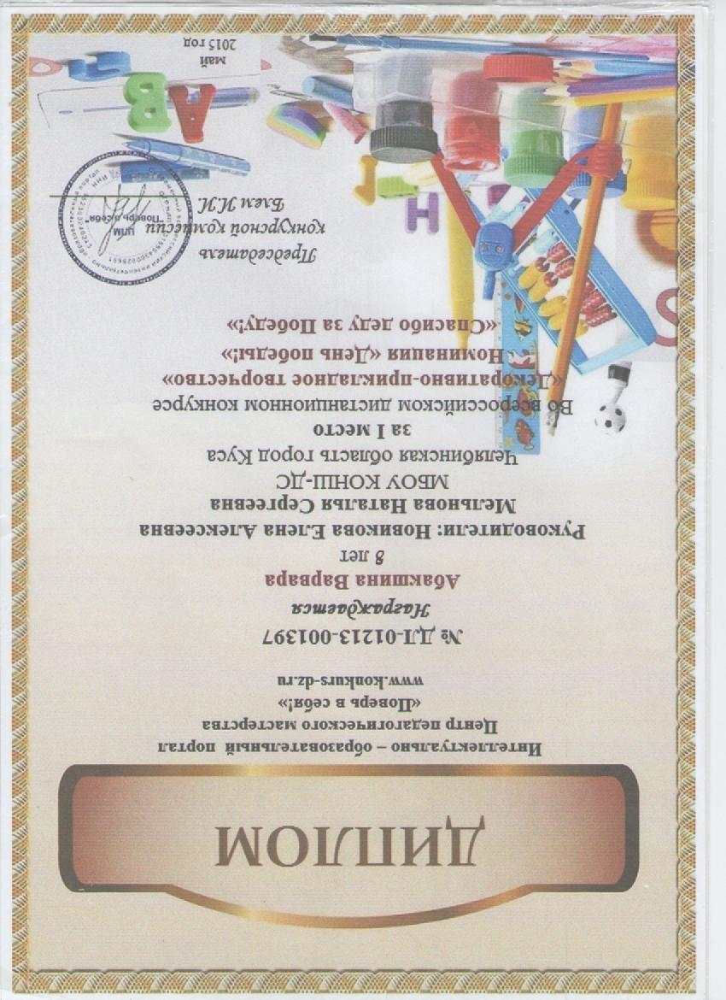 ДИПЛОМ
Интеллектуально – образовательный портал
Центр педагогического мастерства
«Поверь в себя!»
www.konkurs-dz.ru
№ ДЛ-01213-001397
Награждается
Абакшина Варвара
8 лет
Руководители: Новикова Елена Алексеевна
Мельнова Наталья Сергеевна
МБОУ КОНШ-ДС
Челябинская область город Куса
за I место
Во всероссийском дистанционном конкурсе
«Декоративно-прикладное творчество»
Номинация «День победы!»
«Спасибо деду за Победу!»
Председатель
конкурсной комиссии
Блем И.И.
ЦПМ
"Поверь в себя"
А
В
Н
май
2015 год